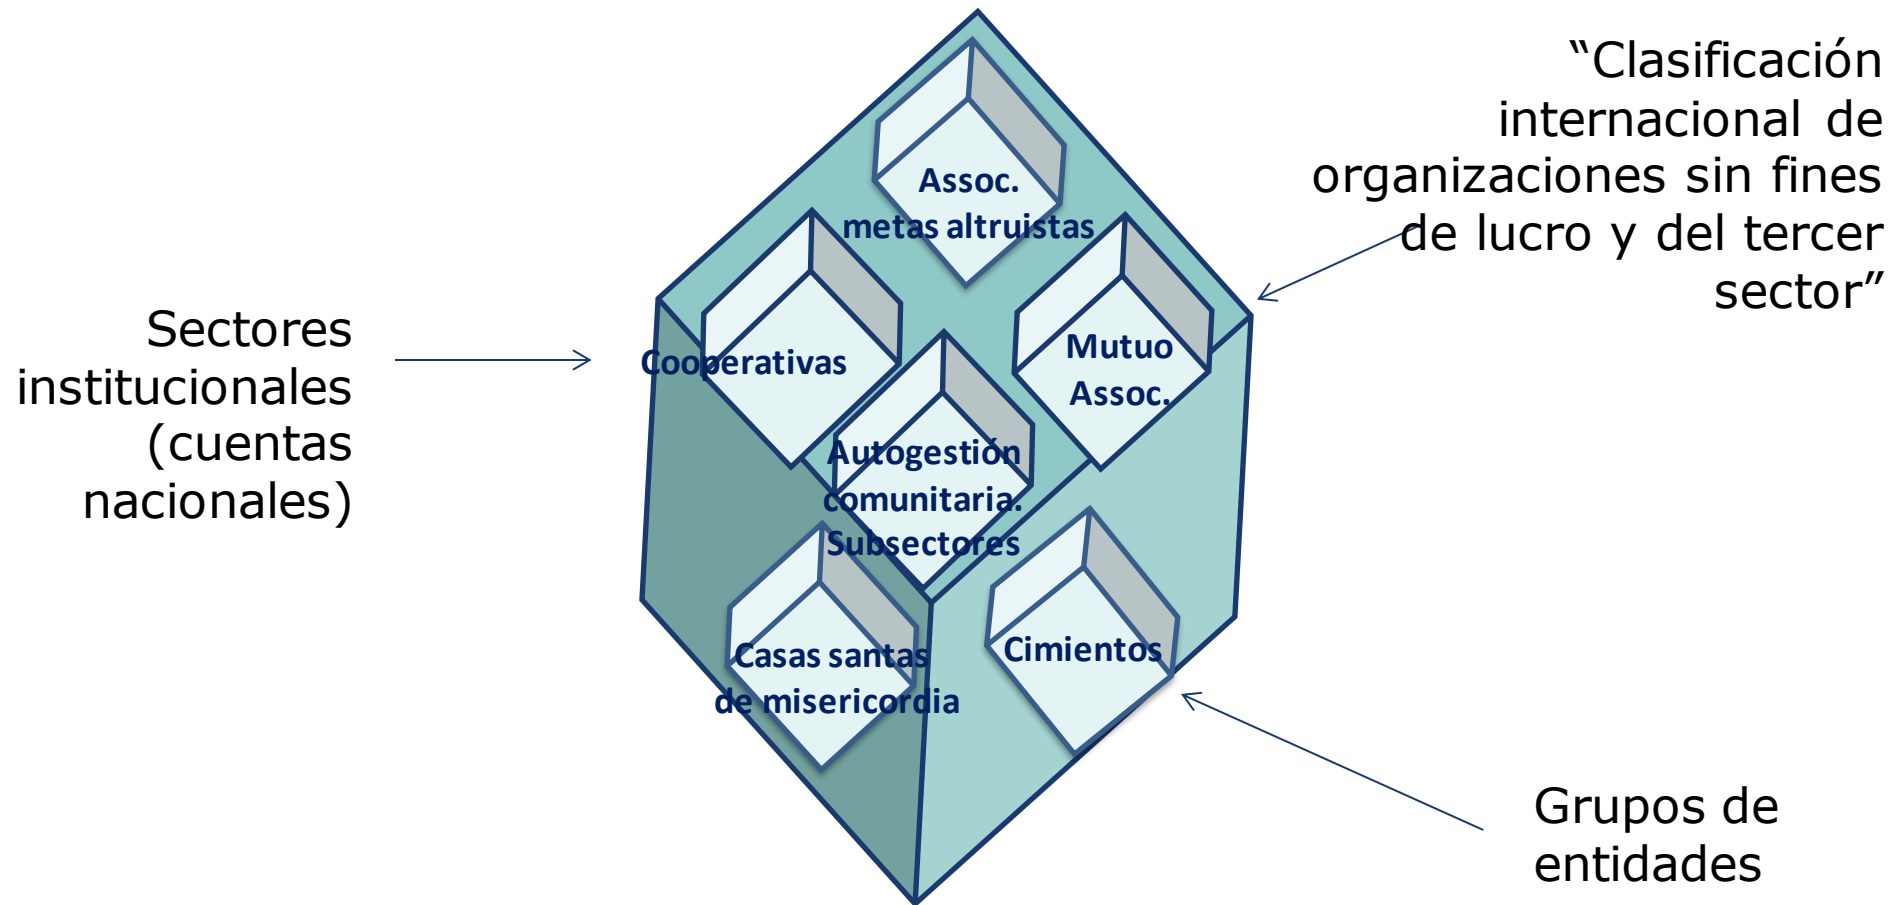 “Clasificación
internacional de
organizaciones sin fines
de lucro y del tercer
sector”
Assoc.
metas altruistas
Sectores
institucionales
(cuentas
nacionales)
Cooperativas
Mutuo
Assoc.
Autogestión
comunitaria.
Subsectores
Casas santas
de misericordia
Cimientos
Grupos de
entidades